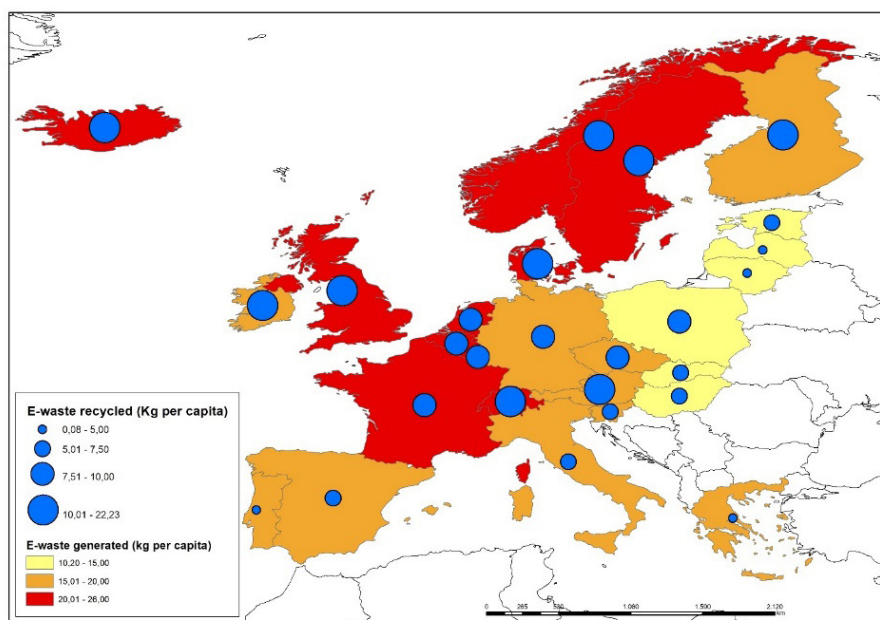 E-waste recycled (Kg per capita)
0,08 - 5,00
5,01 - 7,50
7,51 - 10,00
10,01 - 22,23
E-waste generated (kg per capita)
10,20 - 15,00
15,01 - 20,00
20,01 - 26,00
0 265 530 1.060 1.590 2.120
km